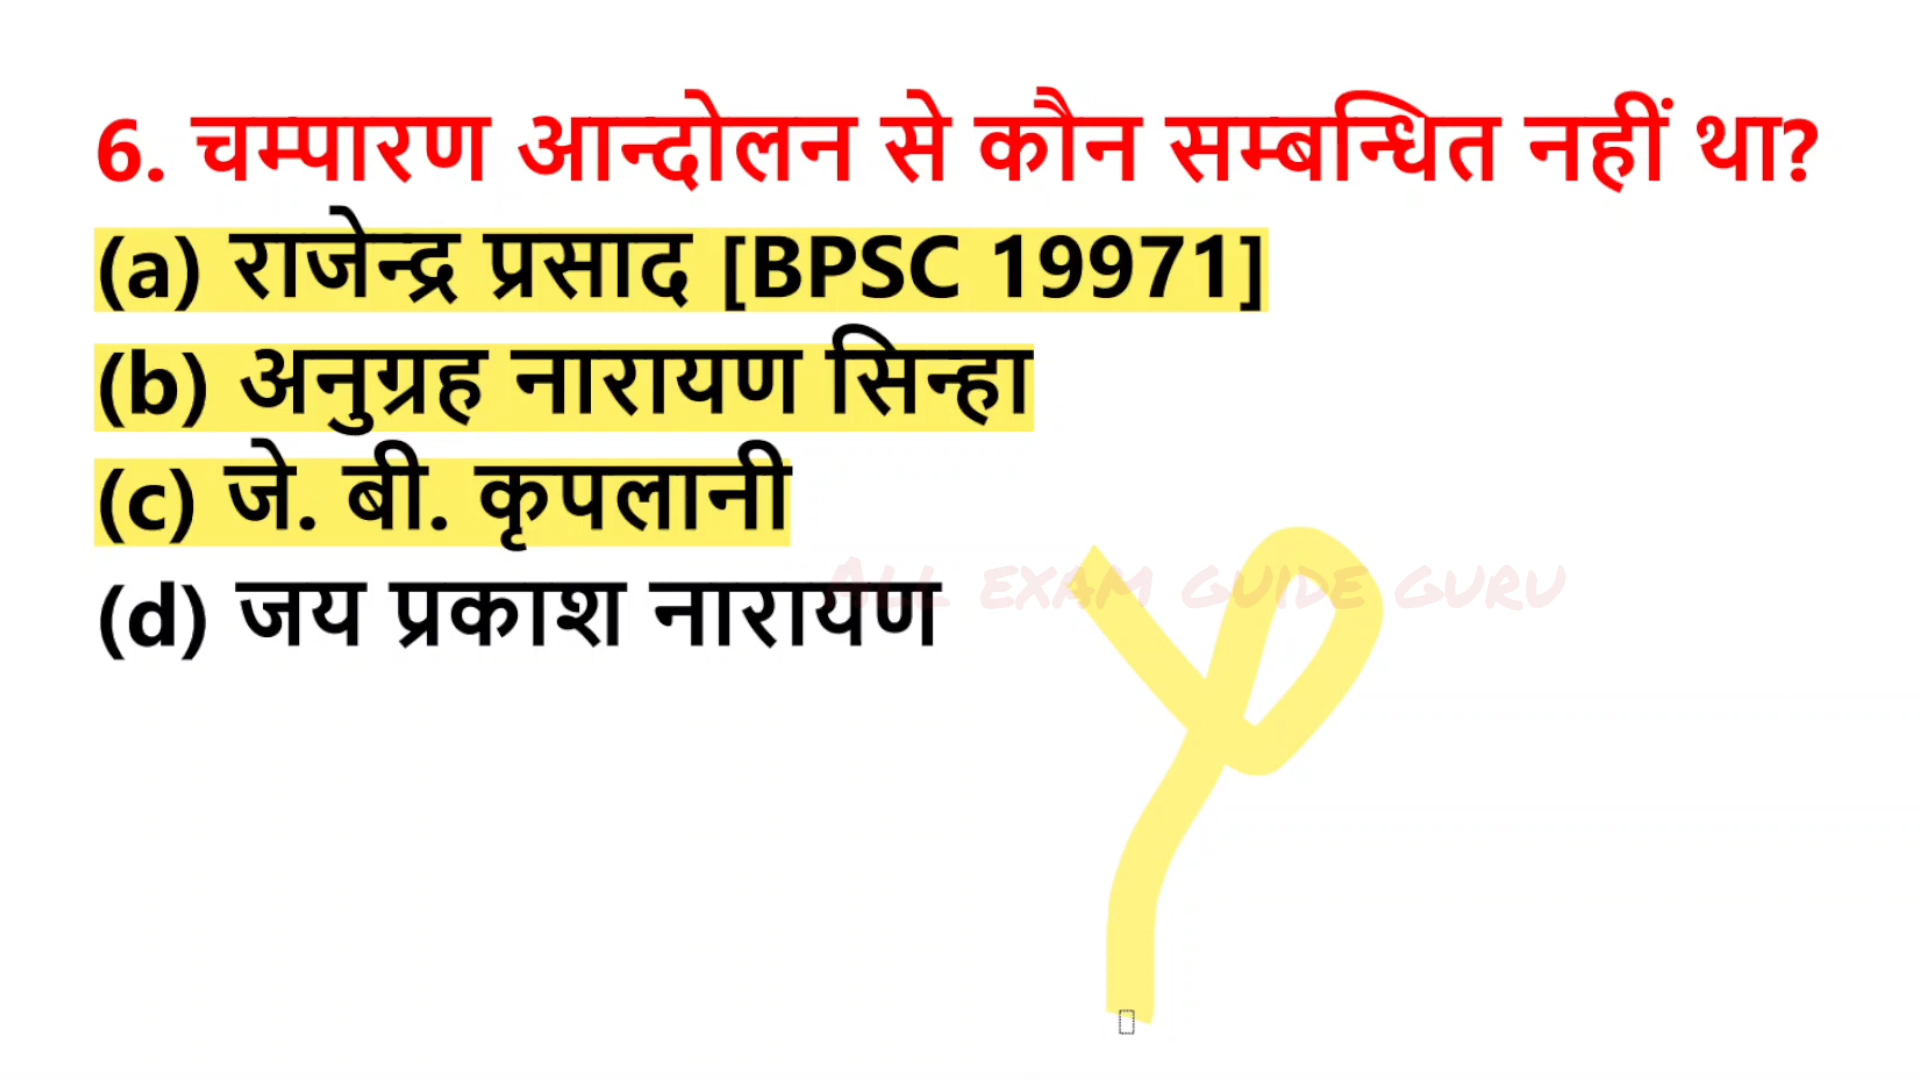 6. चम्पारण आन्दोलन से कौन सम्बन्धित नहीं था?
(a) राजेन्द्र प्रसाद [BPSC 19971]
(b) अनुग्रह नारायण सिन्हा
(c) जे. बी. कृपलानी
(d) जय प्रकाश नारायण
All exam guide guru